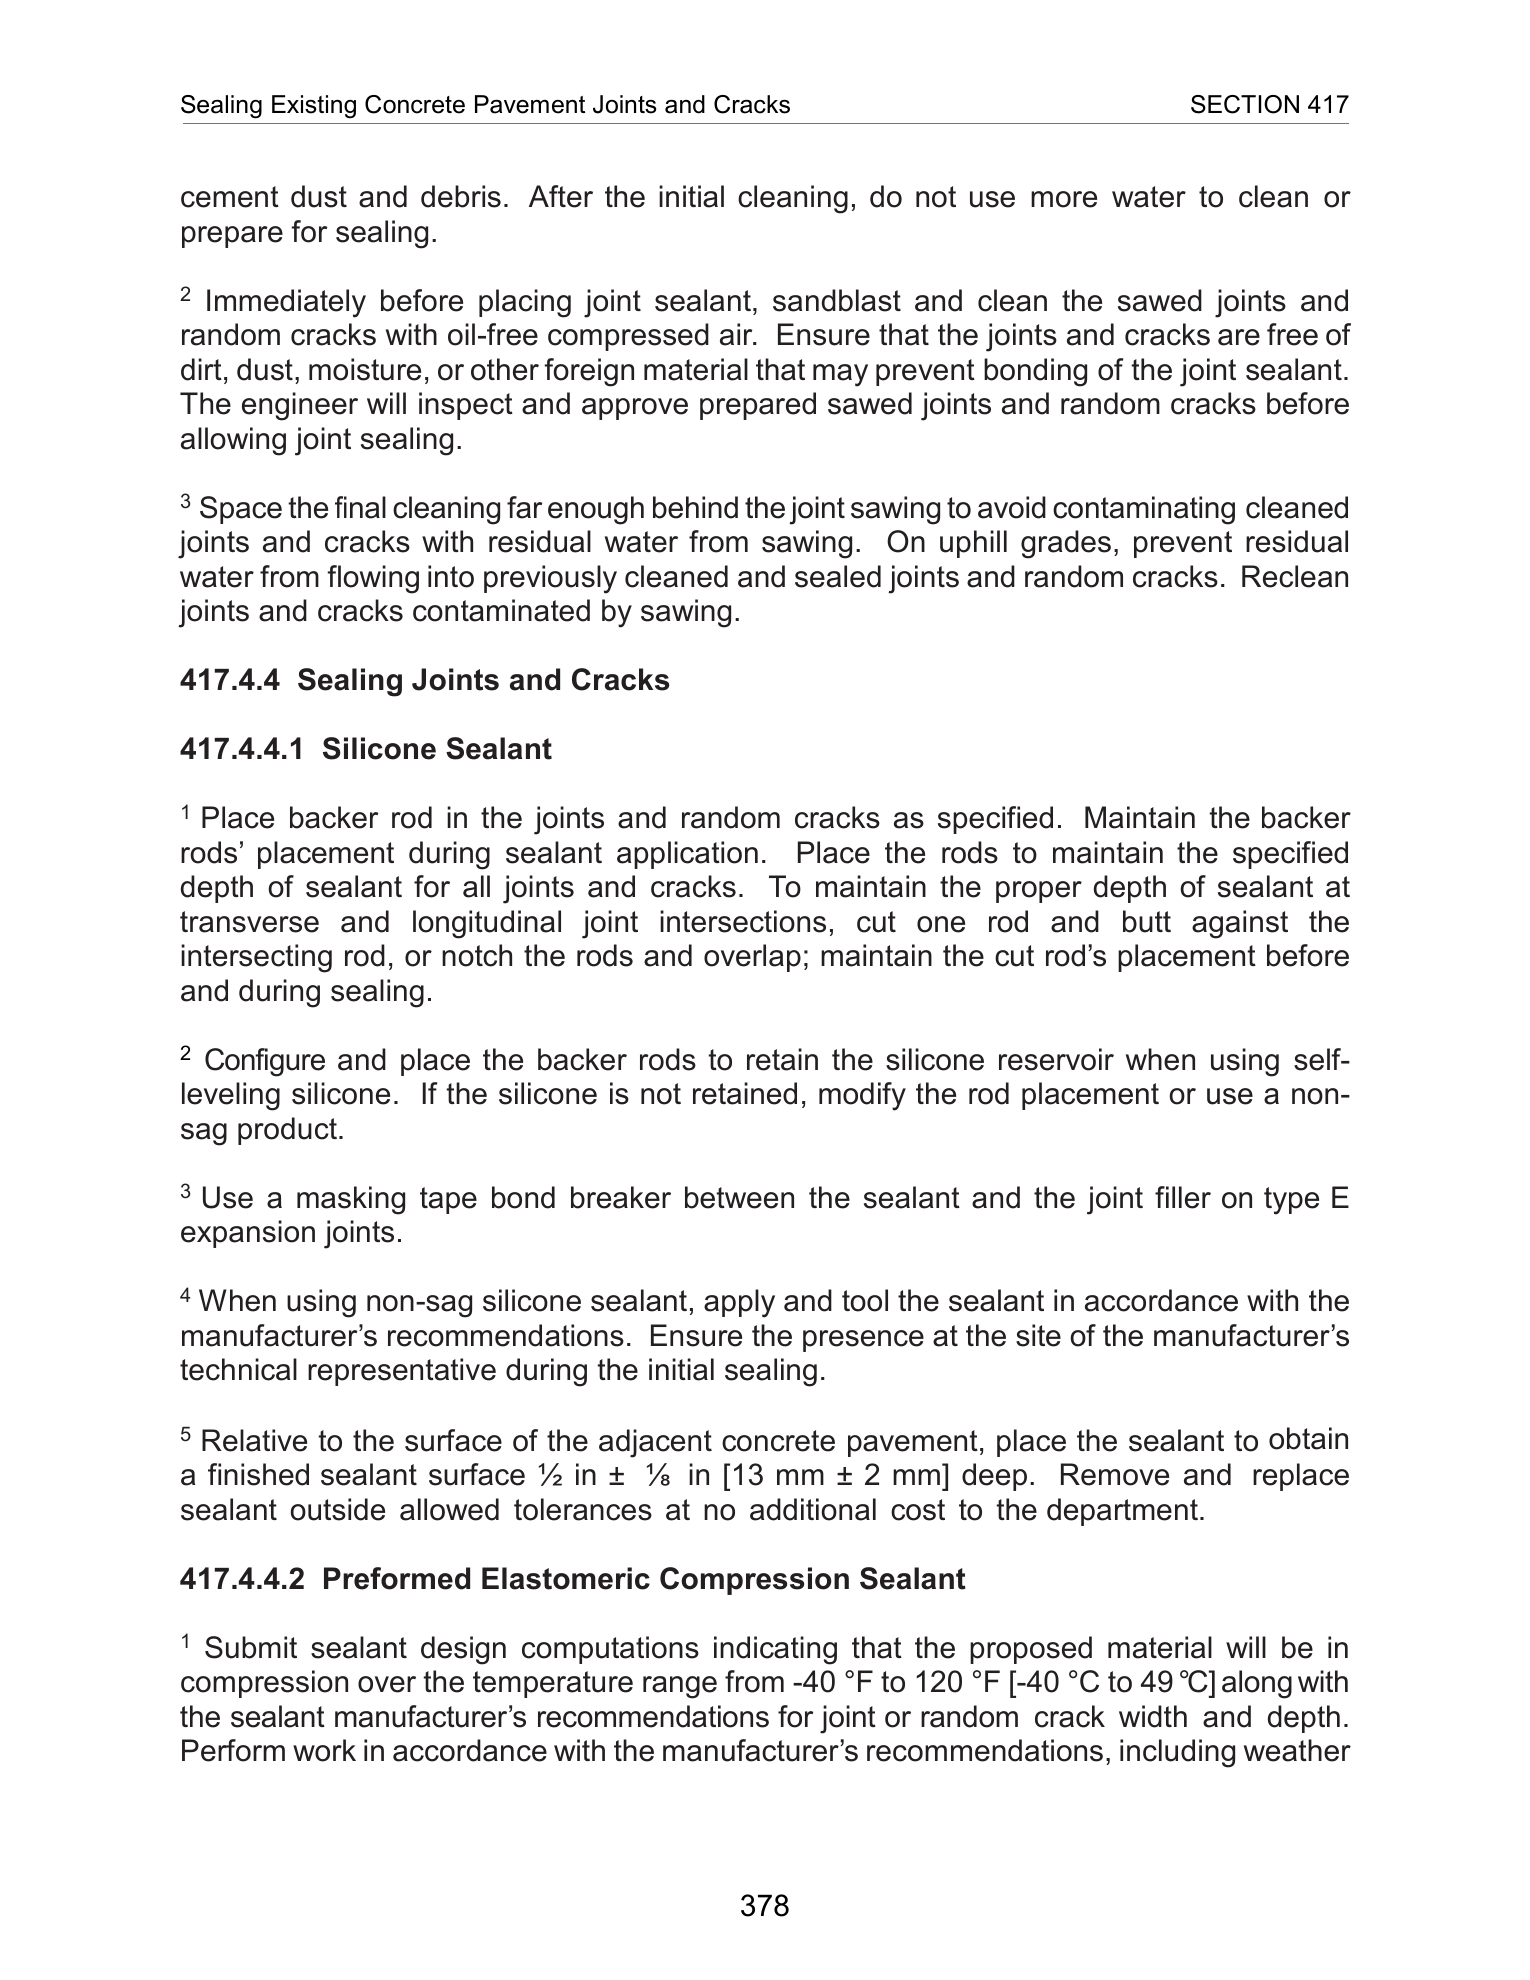 Sealing Existing Concrete Pavement Joints and Cracks SECTION 417
cement dust and debris. After the initial cleaning, do not use more water to clean or
prepare for sealing.
2 Immediately before placing joint sealant, sandblast and clean the sawed joints and
random cracks with oil-free compressed air. Ensure that the joints and cracks are free of
dirt, dust, moisture, or other foreign material that may prevent bonding of the joint sealant.
The engineer will inspect and approve prepared sawed joints and random cracks before
allowing joint sealing.
3 Space the final cleaning far enough behind the joint sawing to avoid contaminating cleaned
joints and cracks with residual water from sawing. On uphill grades, prevent residual
water from flowing into previously cleaned and sealed joints and random cracks. Reclean
joints and cracks contaminated by sawing.
417.4.4 Sealing Joints and Cracks
417.4.4.1 Silicone Sealant
1 Place backer rod in the joints and random cracks as specified. Maintain the backer
rods’ placement during sealant application. Place the rods to maintain the specified
depth of sealant for all joints and cracks. To maintain the proper depth of sealant at
transverse and longitudinal joint intersections, cut one rod and butt against the
intersecting rod, or notch the rods and overlap; maintain the cut rod’s placement before
and during sealing.
2 Configure and place the backer rods to retain the silicone reservoir when using self-
leveling silicone. If the silicone is not retained, modify the rod placement or use a non-
sag product.
3 Use a masking tape bond breaker between the sealant and the joint filler on type E
expansion joints.
4 When using non-sag silicone sealant, apply and tool the sealant in accordance with the
manufacturer’s recommendations. Ensure the presence at the site of the manufacturer’s
technical representative during the initial sealing.
5 Relative to the surface of the adjacent concrete pavement, place the sealant to obtain
a finished sealant surface ½ in ± ⅛ in [13 mm ± 2 mm] deep. Remove and replace
sealant outside allowed tolerances at no additional cost to the department.
417.4.4.2 Preformed Elastomeric Compression Sealant
1 Submit sealant design computations indicating that the proposed material will be in
compression over the temperature range from -40 °F to 120 °F [-40 °C to 49 °C] along with
the sealant manufacturer’s recommendations for joint or random crack width and depth.
Perform work in accordance with the manufacturer’s recommendations, including weather
378